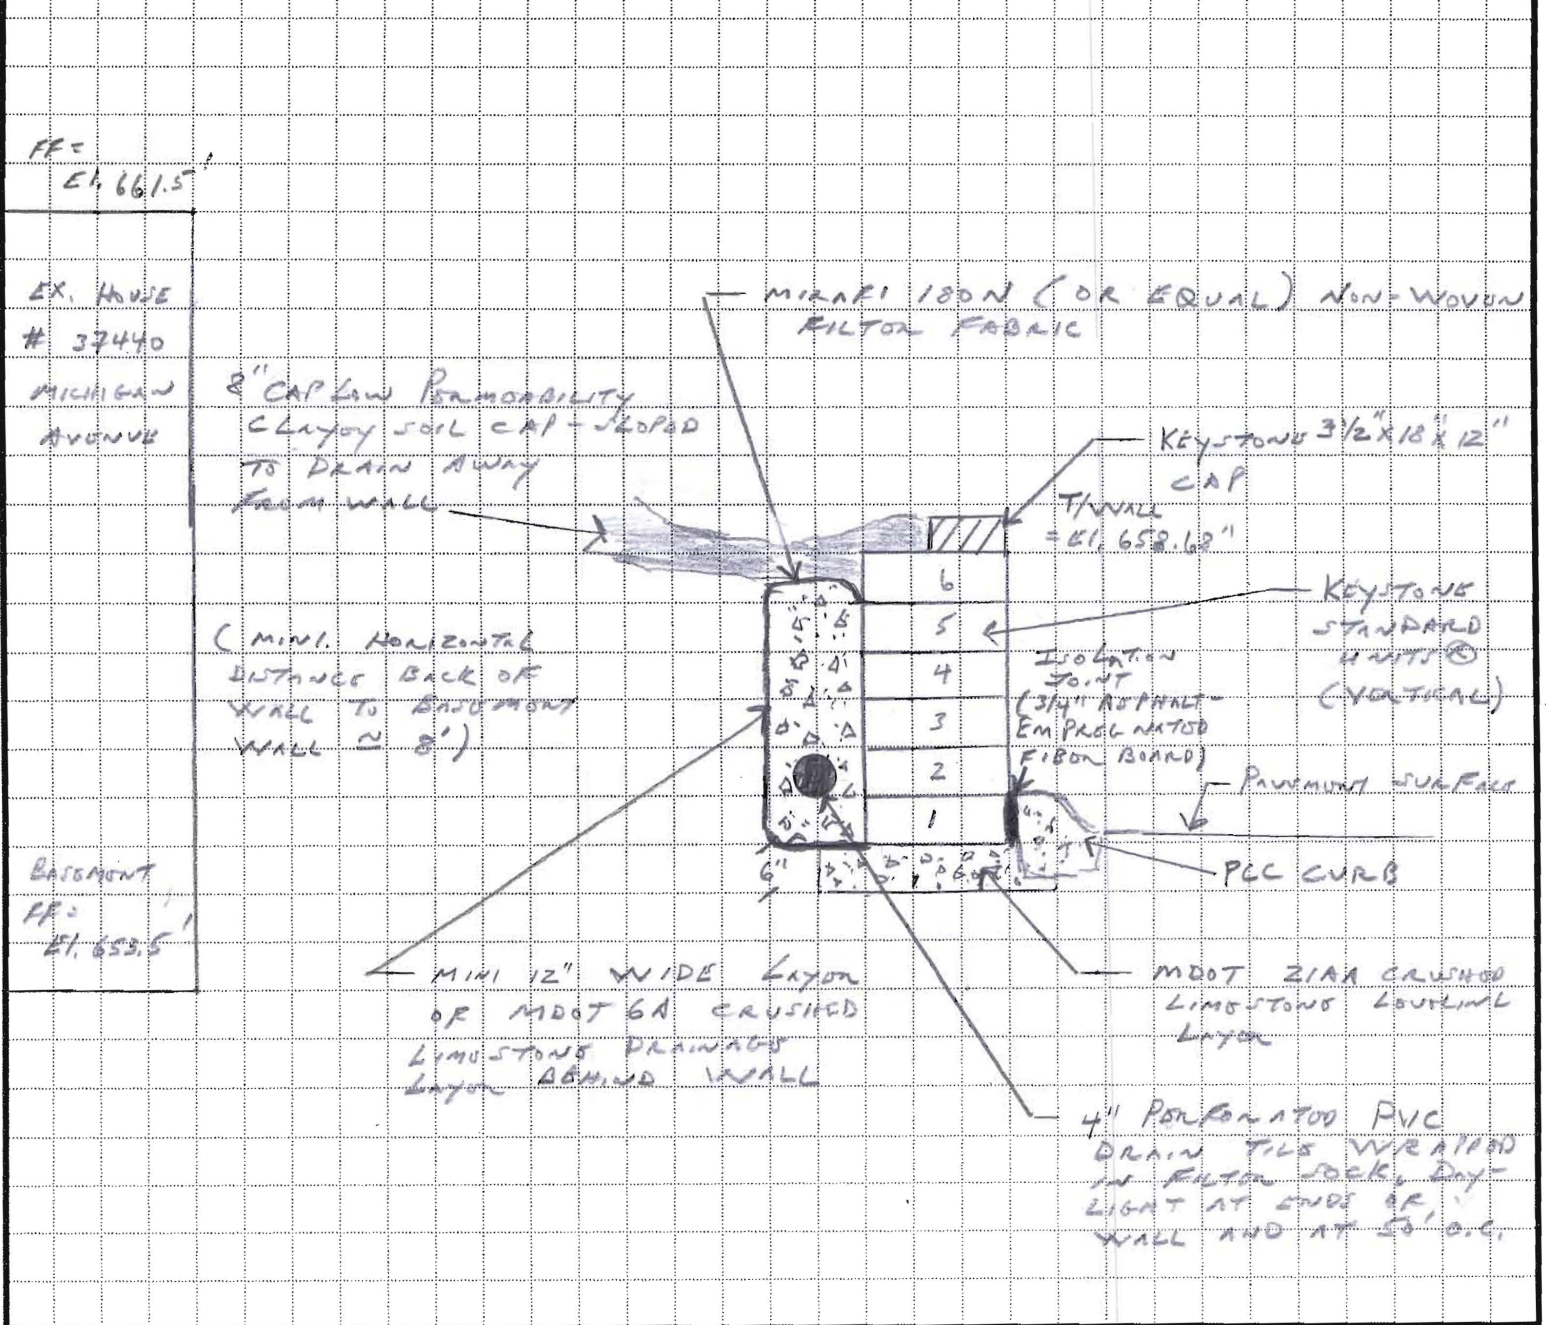 FF =
El. 661.5'
EX. HOUSE
# 37440
MICHIGAN
AVENUE
BASEMENT
FF =
El. 653.5'
MIRAFI 180N (OR EQUAL) NON-WOVEN
FILTER FABRIC
8" CAP LOW PERMEABILITY
CLAYEY SOIL CAP - SLOPED
TO DRAIN AWAY
FROM WALL
KEYSTONE 3 1/2" X 18" X 12"
CAP
T/WALL
= El. 658.68"
6
5
4
3
2
1
KEYSTONE
STANDARD
UNITS ©
(VERTICAL)
(MINI. HORIZONTAL
DISTANCE BACK OF
WALL TO BASEMENT
WALL ≃ 8')
ISOLATION
JOINT
(3/4" ASPHALT-
EMPREGNATED
FIBER BOARD)
PAVEMENT SURFACE
PCC CURB
6"
MINI 12" WIDE LAYER
OF MDOT 6A CRUSHED
LIMESTONE DRAINAGE
LAYER BEHIND WALL
MDOT 21AA CRUSHED
LIMESTONE LEVELING
LAYER
4" PERFORATED PVC
DRAIN TILE WRAPPED
IN FILTER SOCK, DAY-
LIGHT AT ENDS OF
WALL AND AT 50' O.C.